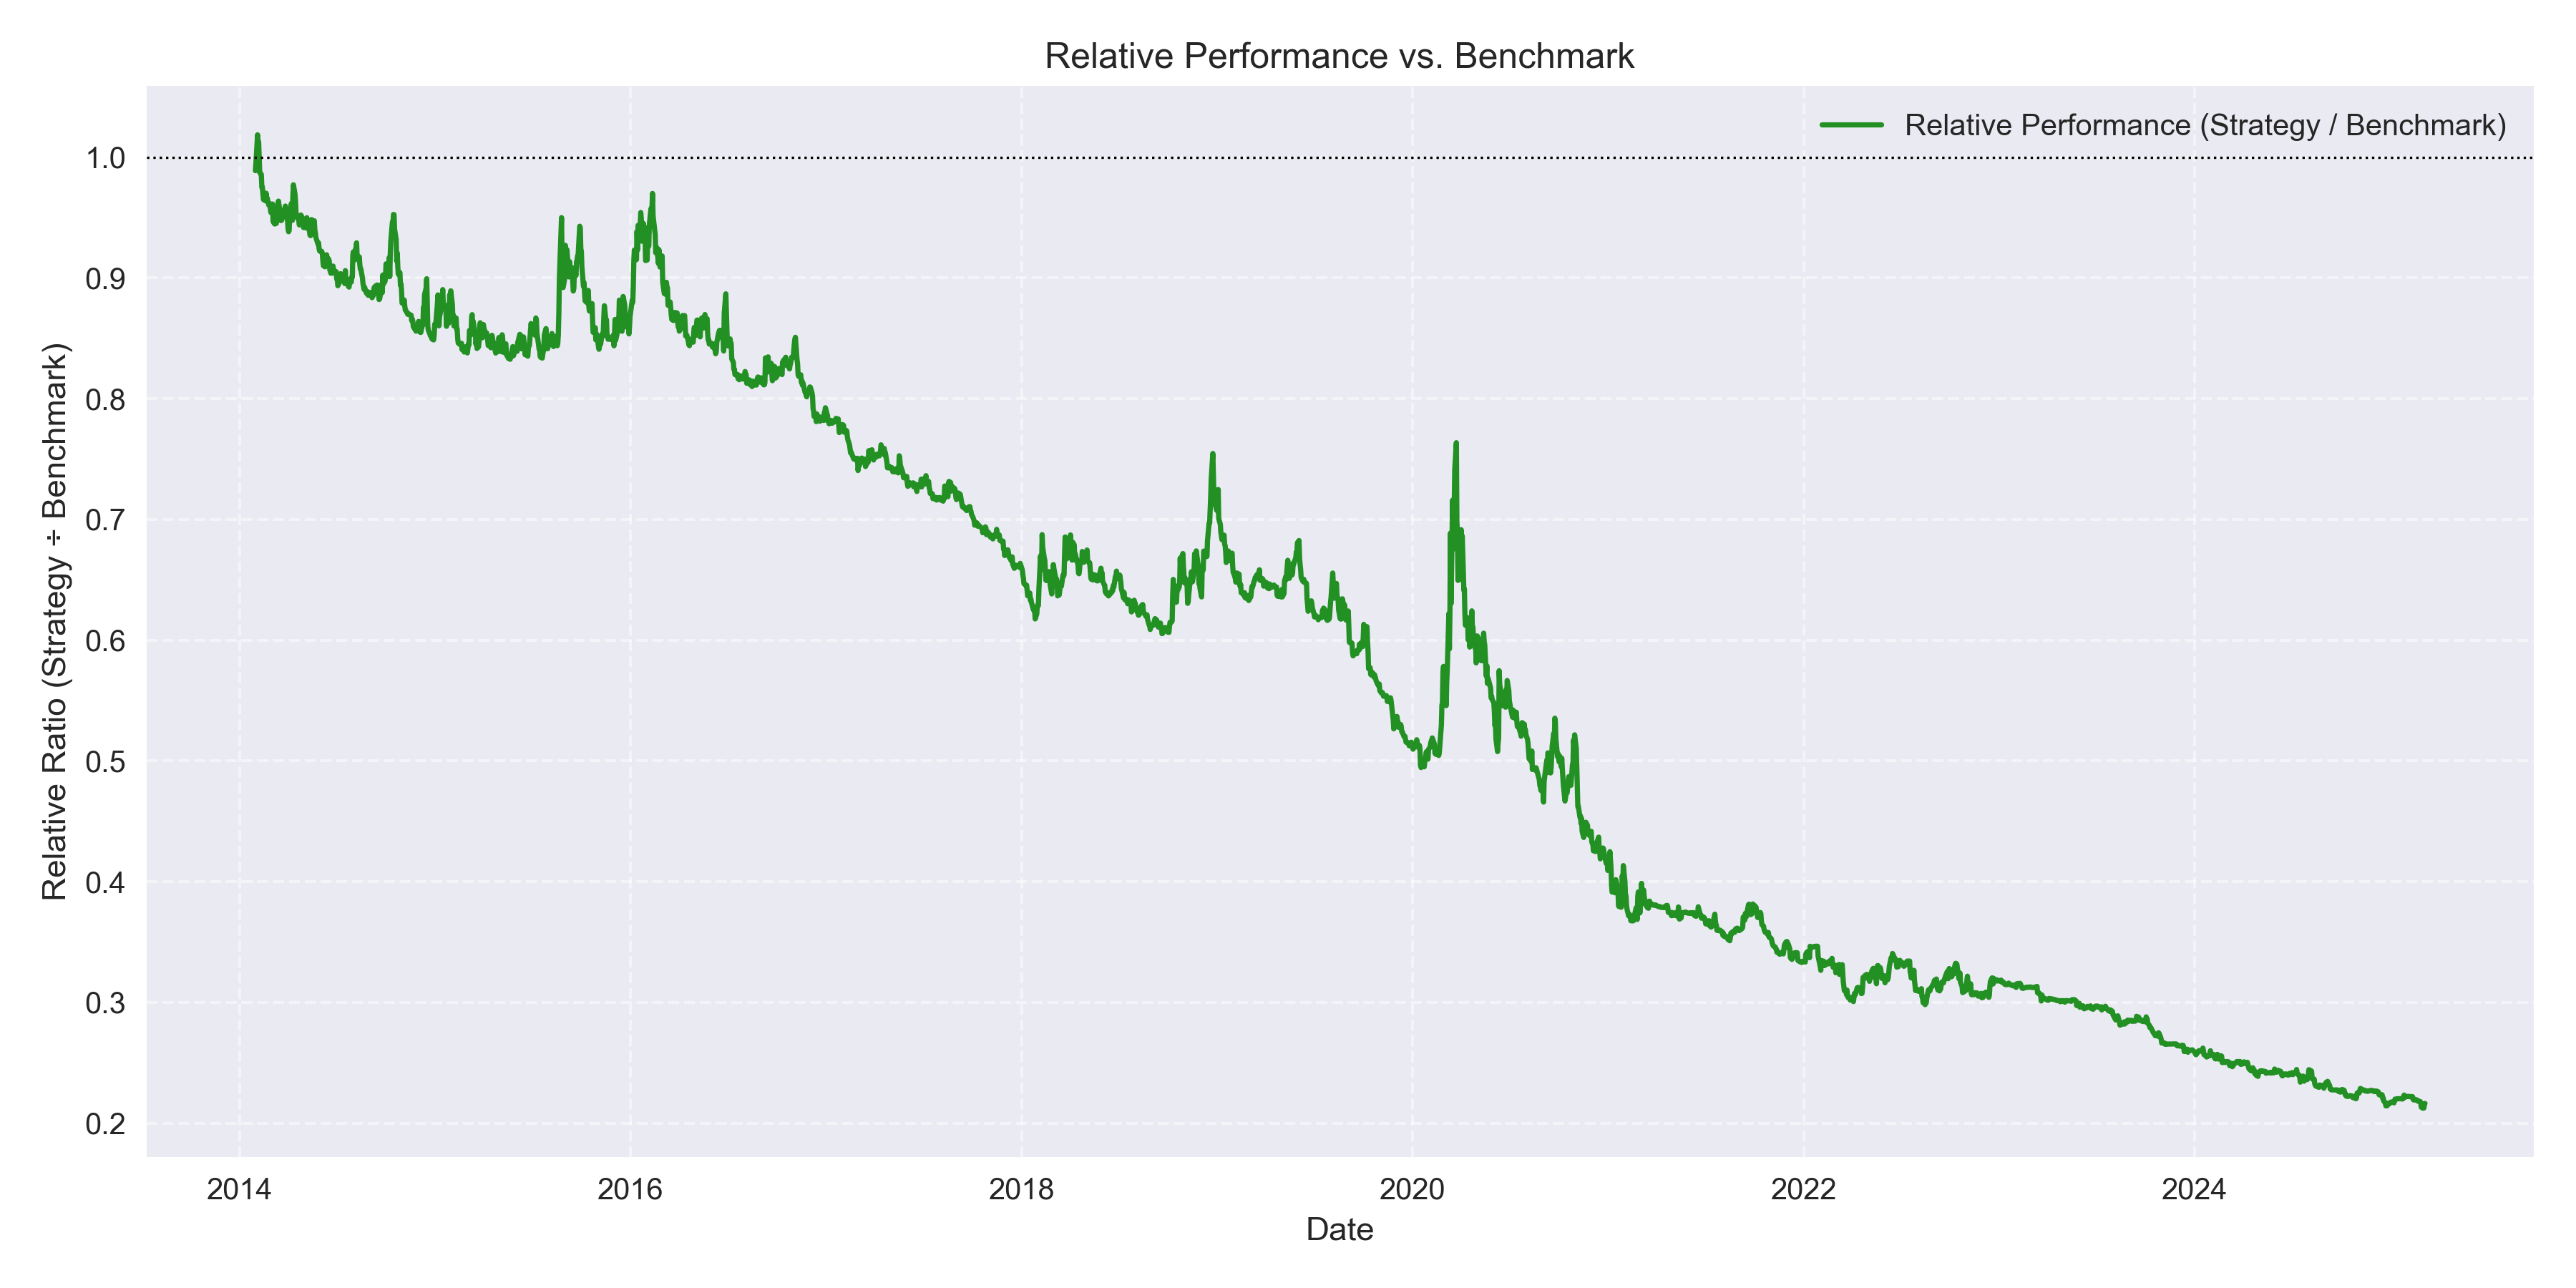 Relative Performance vs. Benchmark
Relative Performance (Strategy / Benchmark)
Relative Ratio (Strategy ÷ Benchmark)
1.0
0.9
0.8
0.7
0.6
0.5
0.4
0.3
0.2
2014 2016 2018 2020 2022 2024
Date